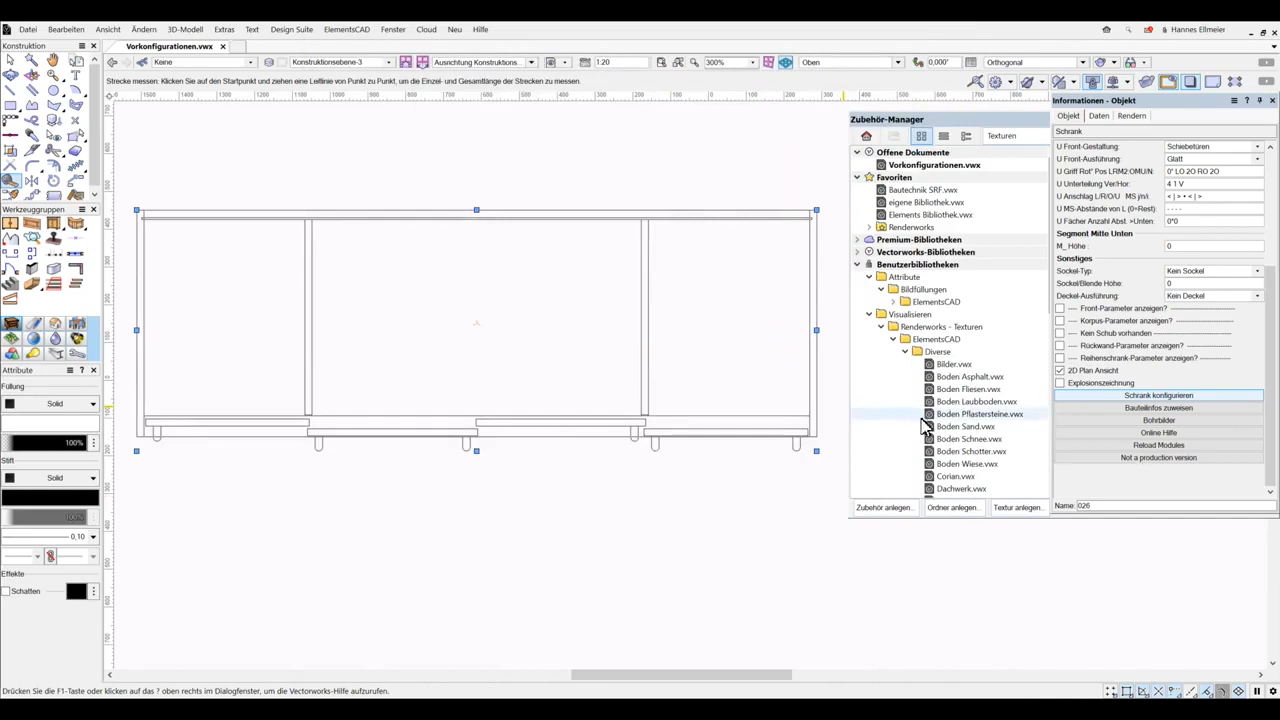 Datei Bearbeiten Ansicht Ändern 3D-Modell Extras Text Design Suite ElementsCAD Fenster Cloud Neu Hilfe
Hannes Ellmeier
Konstruktion
Vorkonfigurationen.vwx
Keine
Konstruktionsebene-3
Ausrichtung Konstruktions...
1:20
300%
Oben
0,000°
Orthogonal
Strecke messen: Klicken Sie auf den Startpunkt und ziehen eine Leitlinie von Punkt zu Punkt, um die Einzel- und Gesamtlänge der Strecken zu messen.
Informationen - Objekt
Objekt Daten Rendern
Schrank
U Front-Gestaltung: Schiebetüren
U Front-Ausführung: Glatt
U Griff Rot° Pos LRM2:OMU: 0° LO 2O RO 2O
U Unterteilung Ver/Hor: 4 1 V
U Anschlag L/R/O/U MS j/n/i: < | > • < | >
U MS-Abstände von L (0=Rest): - - - -
U Fächer Anzahl Abst. >Unten: 0*0
Segment Mitte Unten
M_ Höhe : 0
Sonstiges
Sockel-Typ: Kein Sockel
Sockel/Blende Höhe: 0
Deckel-Ausführung: Kein Deckel
---- Front-Parameter anzeigen?
---- Korpus-Parameter anzeigen?
---- Kein Schub vorhanden
---- Rückwand-Parameter anzeigen?
---- Reihenschrank-Parameter anzeigen?
2D Plan Ansicht
Explosionszeichnung
Schrank konfigurieren
Bauteilinfos zuweisen
Bohrbilder
Online Hilfe
Reload Modules
Not a production version
Name: 026
Zubehör-Manager
Texturen
Offene Dokumente
Vorkonfigurationen.vwx
Favoriten
Bautechnik SRF.vwx
eigene Bibliothek.vwx
Elements Bibliothek.vwx
Renderworks
Premium-Bibliotheken
Vectorworks-Bibliotheken
Benutzerbibliotheken
Attribute
Bildfüllungen
ElementsCAD
Visualisieren
Renderworks - Texturen
ElementsCAD
Diverse
Bilder.vwx
Boden Asphalt.vwx
Boden Fliesen.vwx
Boden Laubboden.vwx
Boden Pflastersteine.vwx
Boden Sand.vwx
Boden Schnee.vwx
Boden Schotter.vwx
Boden Wiese.vwx
Corian.vwx
Dachwerk.vwx
Zubehör anlegen... Ordner anlegen... Textur anlegen...
Werkzeuggruppen
Attribute
Füllung
Solid
100%
Stift
Solid
100%
0,10
Effekte
Schatten
Drücken Sie die F1-Taste oder klicken auf das ? oben rechts im Dialogfenster, um die Vectorworks-Hilfe aufzurufen.